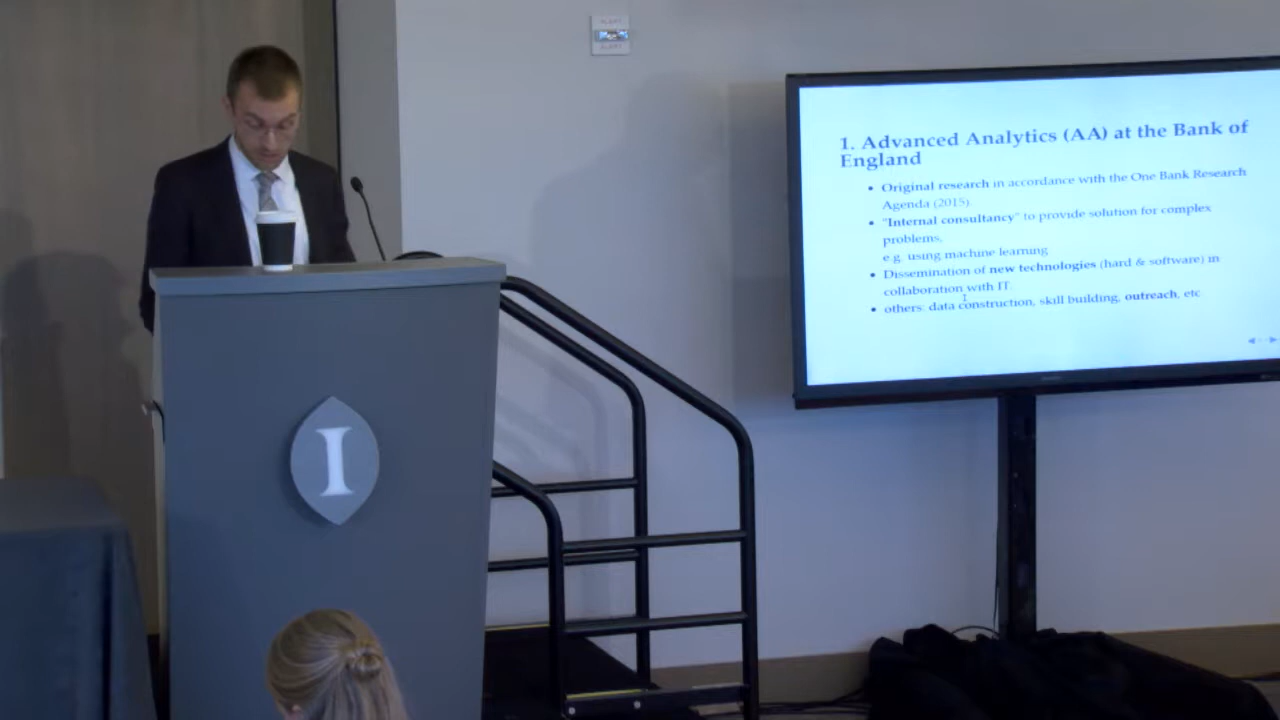 ALERT
ALERT
1. Advanced Analytics (AA) at the Bank of
England
• Original research in accordance with the One Bank Research
Agenda (2015).
• "Internal consultancy" to provide solution for complex
problems,
e.g. using machine learning
• Dissemination of new technologies (hard & software) in
collaboration with IT.
• others: data construction, skill building, outreach, etc
I